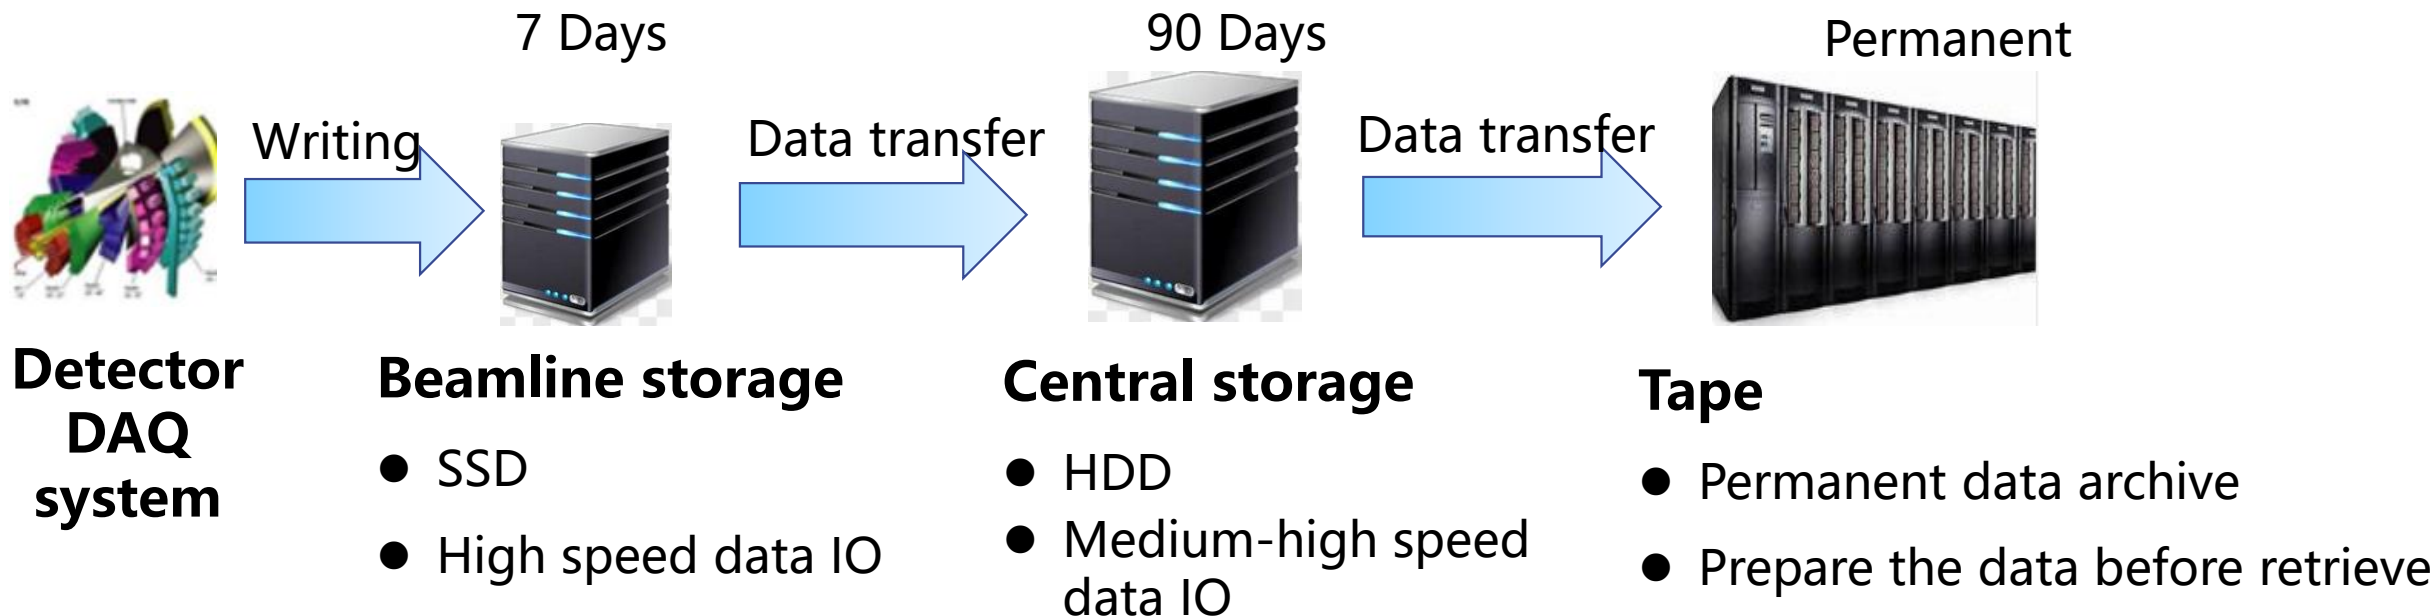 7 Days
90 Days
Permanent
Writing
Data transfer
Data transfer
Detector
DAQ
system
Beamline storage
● SSD
● High speed data IO
Central storage
● HDD
● Medium-high speed
data IO
Tape
● Permanent data archive
● Prepare the data before retrieve